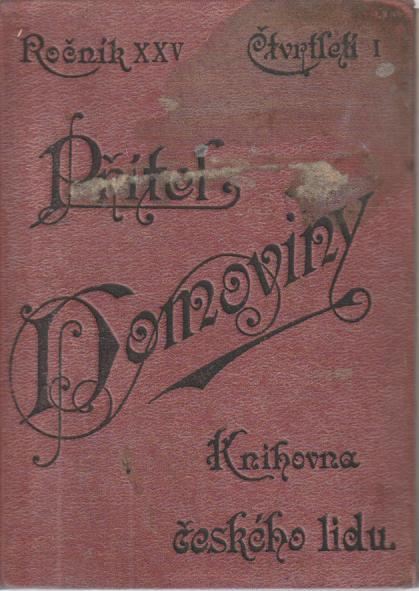 Ročník XXV Čtvrtletí I
Přítel
Domoviny
Knihovna
českého lidu.